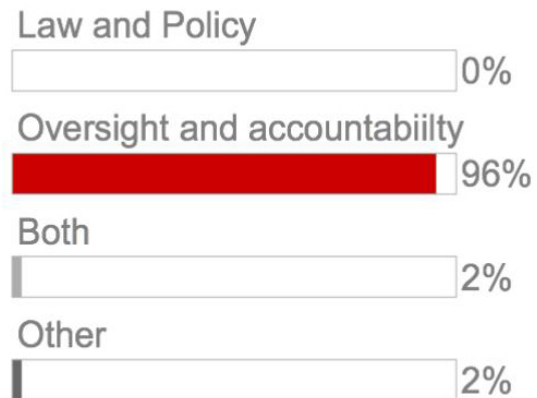 Law and Policy
0%
Oversight and accountabiilty
96%
Both
2%
Other
2%